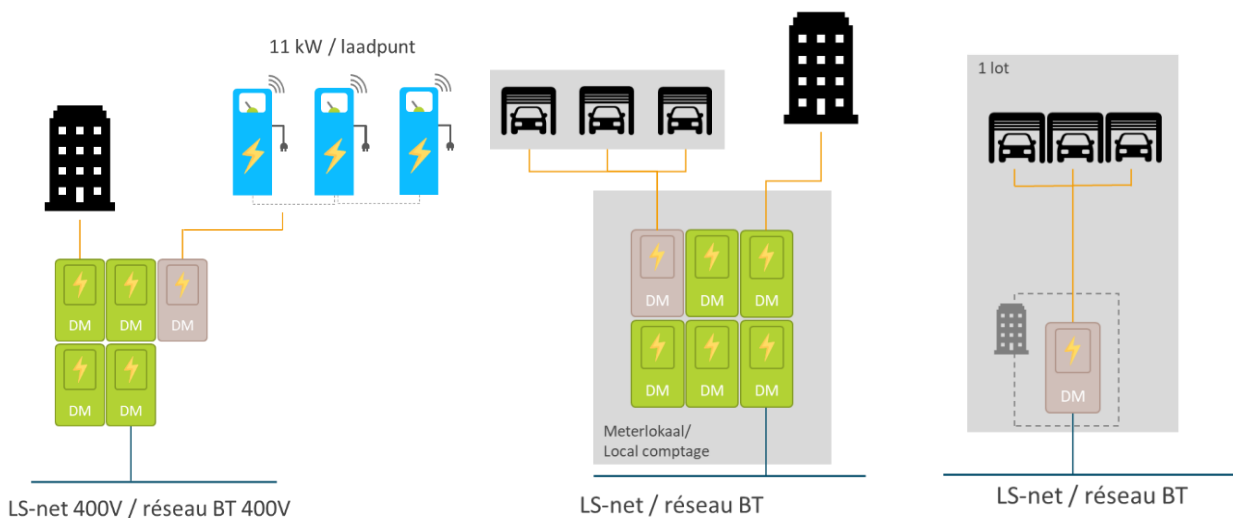 11 kW / laadpunt
DM DM DM
DM DM
LS-net 400V / réseau BT 400V
DM DM DM
DM DM DM
Meterlokaal/
Local comptage
LS-net / réseau BT
1 lot
DM
LS-net / réseau BT